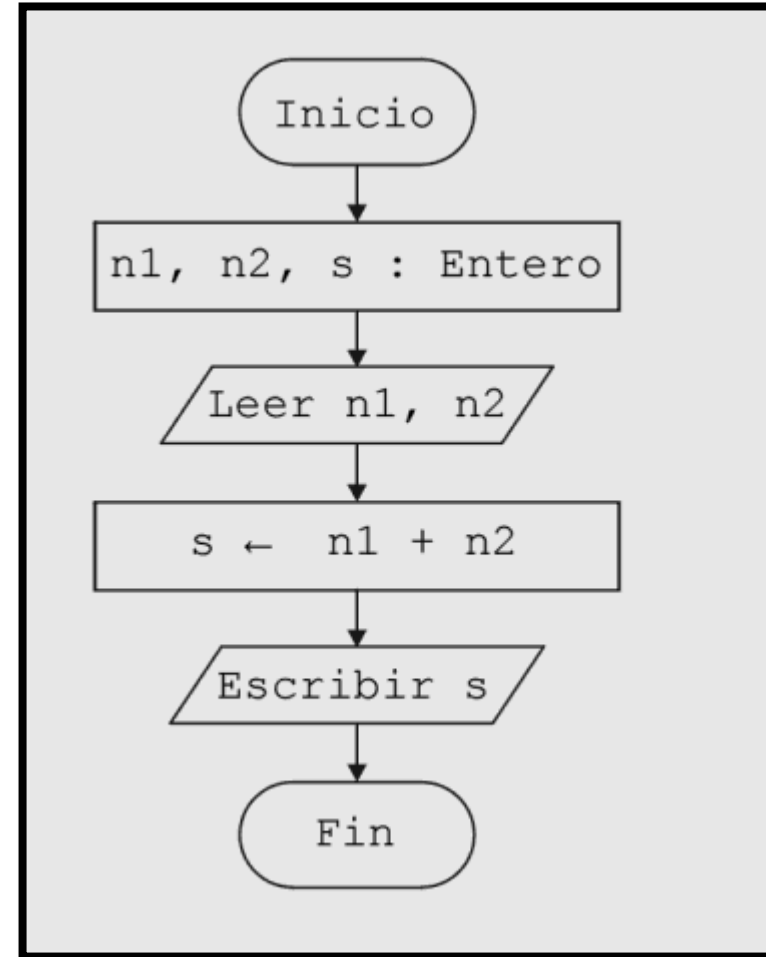 Inicio
n1, n2, s : Entero
Leer n1, n2
s ← n1 + n2
Escribir s
Fin